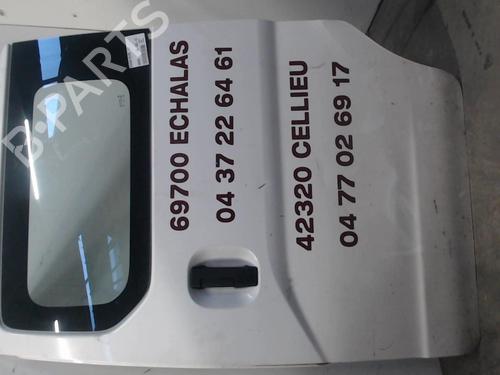 69700 ECHALAS
04 37 22 64 61
42320 CELLIEU
04 77 02 69 17
B-PARTS